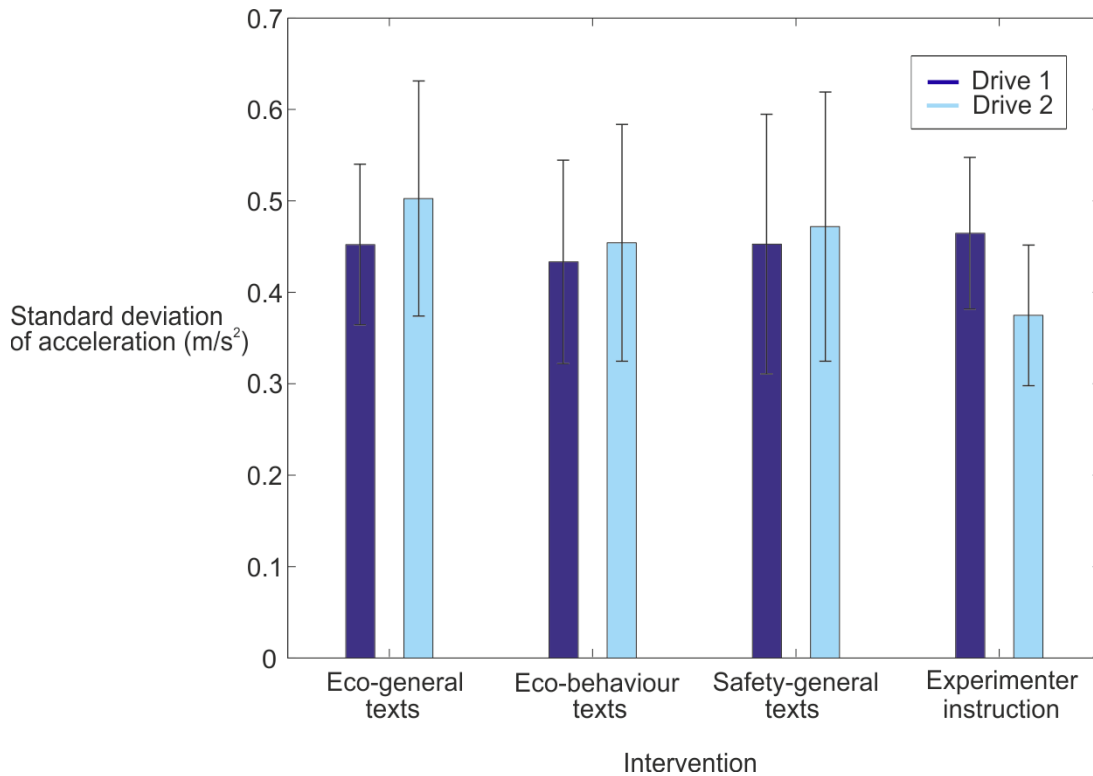 0.7
0.6
0.5
0.4
0.3
0.2
0.1
0
Standard deviation
of acceleration (m/s²)
Drive 1
Drive 2
Eco-general
texts
Eco-behaviour
texts
Safety-general
texts
Experimenter
instruction
Intervention